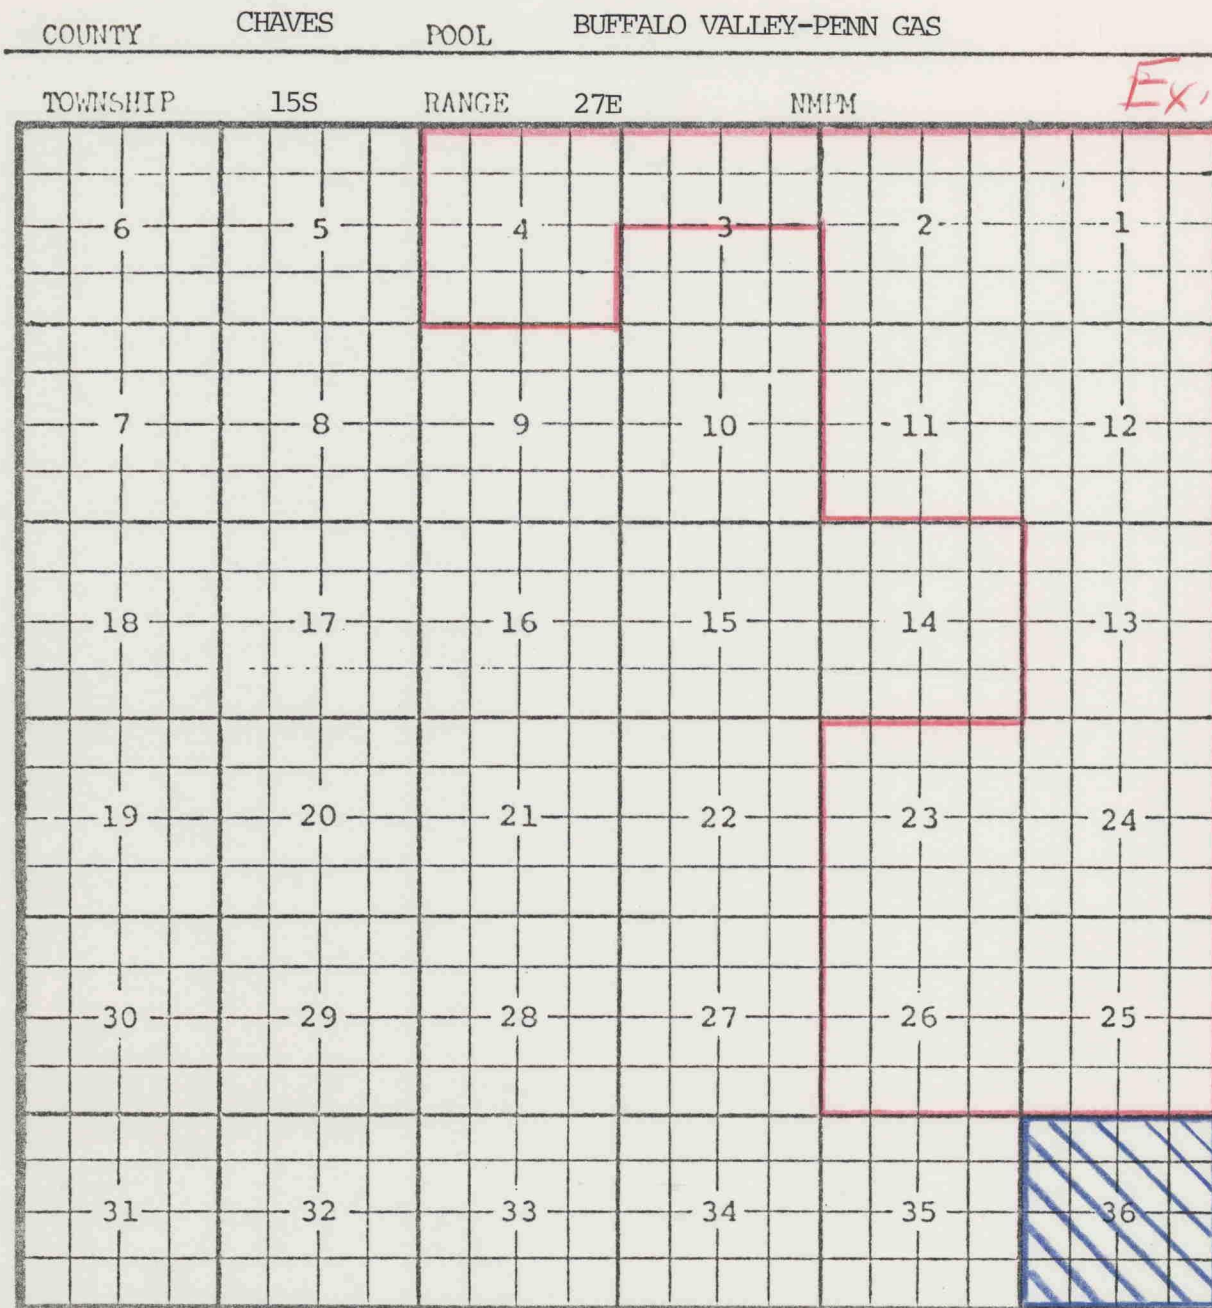 COUNTY CHAVES POOL BUFFALO VALLEY-PENN GAS
TOWNSHIP 15S RANGE 27E NMPM
Ex.
6 5 4 3 2 1
7 8 9 10 11 12
18 17 16 15 14 13
19 20 21 22 23 24
30 29 28 27 26 25
31 32 33 34 35 36